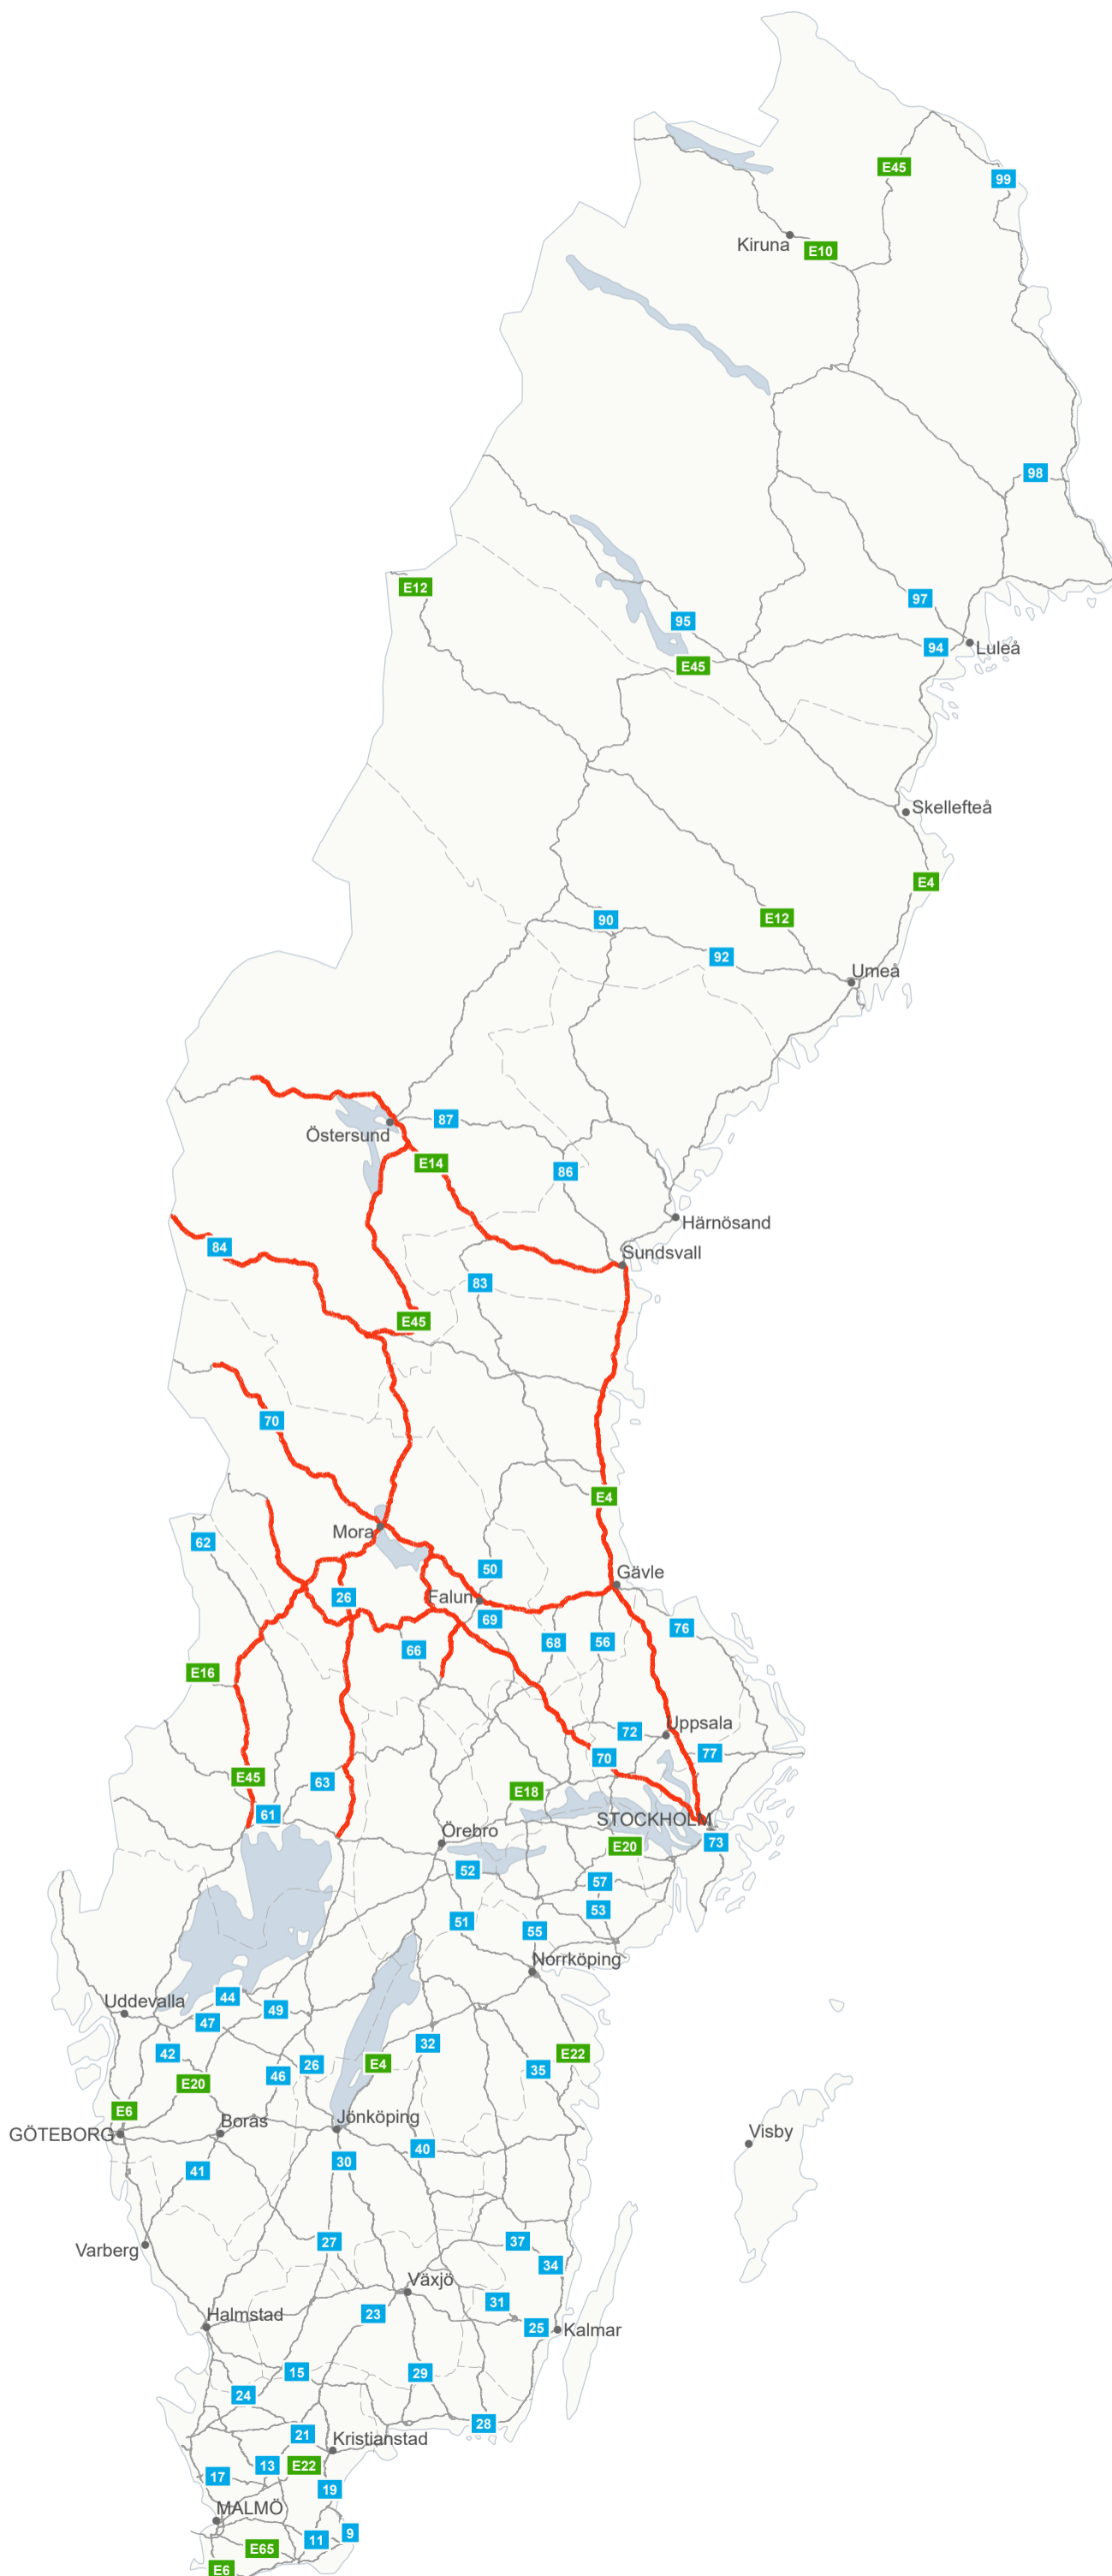 E45
99
Kiruna
E10
98
E12
97
95
94
Luleå
E45
Skellefteå
E4
90
E12
92
Umeå
87
Östersund
E14
86
Härnösand
84
Sundsvall
83
E45
70
E4
Mora
62
50
Gävle
26
Falun
69
76
66
68
56
E16
72
Uppsala
77
70
E45
63
E18
61
STOCKHOLM
Örebro
73
E20
52
57
53
51
55
Norrköping
44
Uddevalla
49
47
32
42
E4
26
E22
46
35
E20
E6
Jönköping
Borås
Visby
GÖTEBORG
40
30
41
27
37
Varberg
34
Växjö
31
23
Halmstad
25
Kalmar
15
29
24
28
21
Kristianstad
13
E22
17
19
MALMÖ
9
11
E65
E6